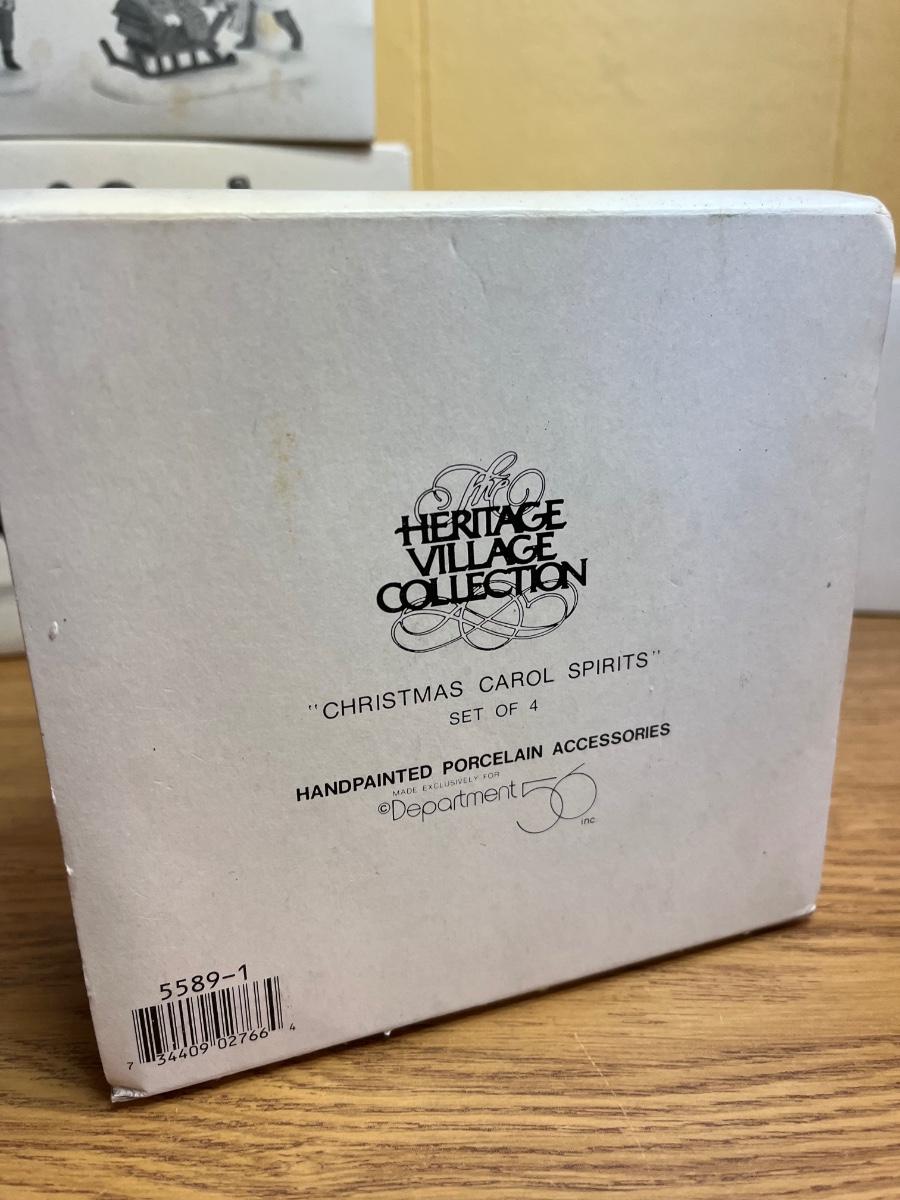 The
HERITAGE
VILLAGE
COLLECTION
"CHRISTMAS CAROL SPIRITS"
SET OF 4
HANDPAINTED PORCELAIN ACCESSORIES
MADE EXCLUSIVELY FOR
©Department 56
inc.
5589-1
7 34409 02766 4